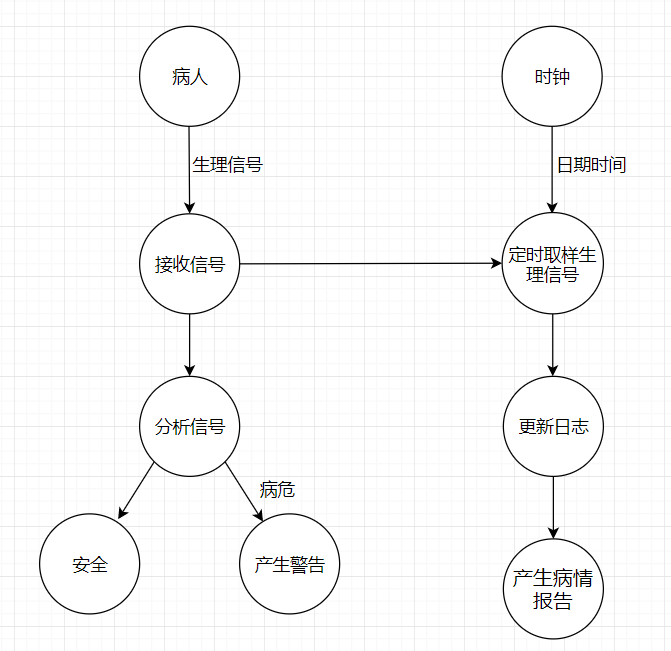 病人
时钟
生理信号
日期时间
接收信号
定时取样生
理信号
分析信号
更新日志
病危
安全
产生警告
产生病情
报告